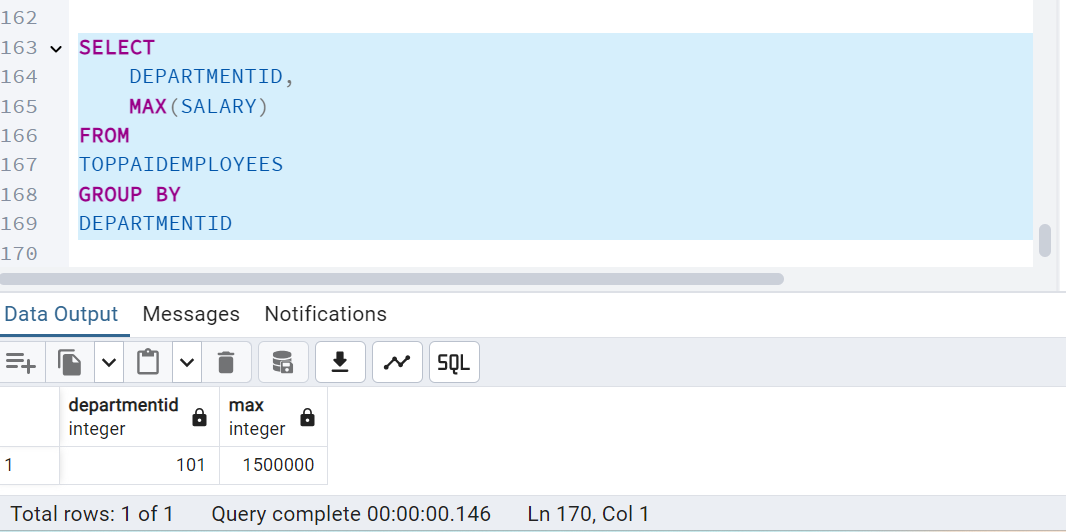 162
163 SELECT
164 DEPARTMENTID,
165 MAX(SALARY)
166 FROM
167 TOPPAIDEMPLOYEES
168 GROUP BY
169 DEPARTMENTID
170
Data Output Messages Notifications
SQL
departmentid max
integer integer
1 101 1500000
Total rows: 1 of 1 Query complete 00:00:00.146 Ln 170, Col 1